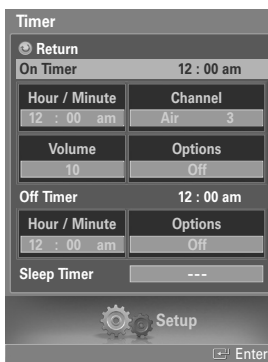 Timer
Return
On Timer 12 : 00 am
Hour / Minute Channel
12 : 00 am Air 3
Volume Options
10 Off
Off Timer 12 : 00 am
Hour / Minute Options
12 : 00 am Off
Sleep Timer ---
Setup
Enter